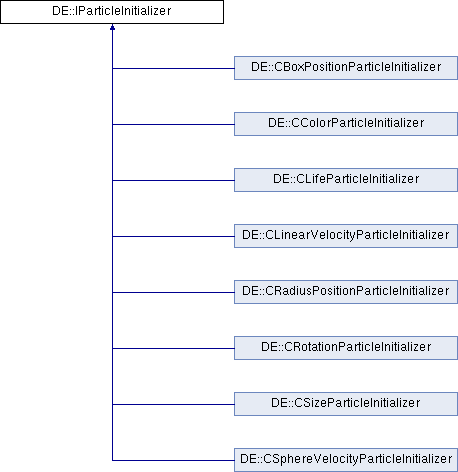 DE::IParticleInitializer
DE::CBoxPositionParticleInitializer
DE::CColorParticleInitializer
DE::CLifeParticleInitializer
DE::CLinearVelocityParticleInitializer
DE::CRadiusPositionParticleInitializer
DE::CRotationParticleInitializer
DE::CSizeParticleInitializer
DE::CSphereVelocityParticleInitializer